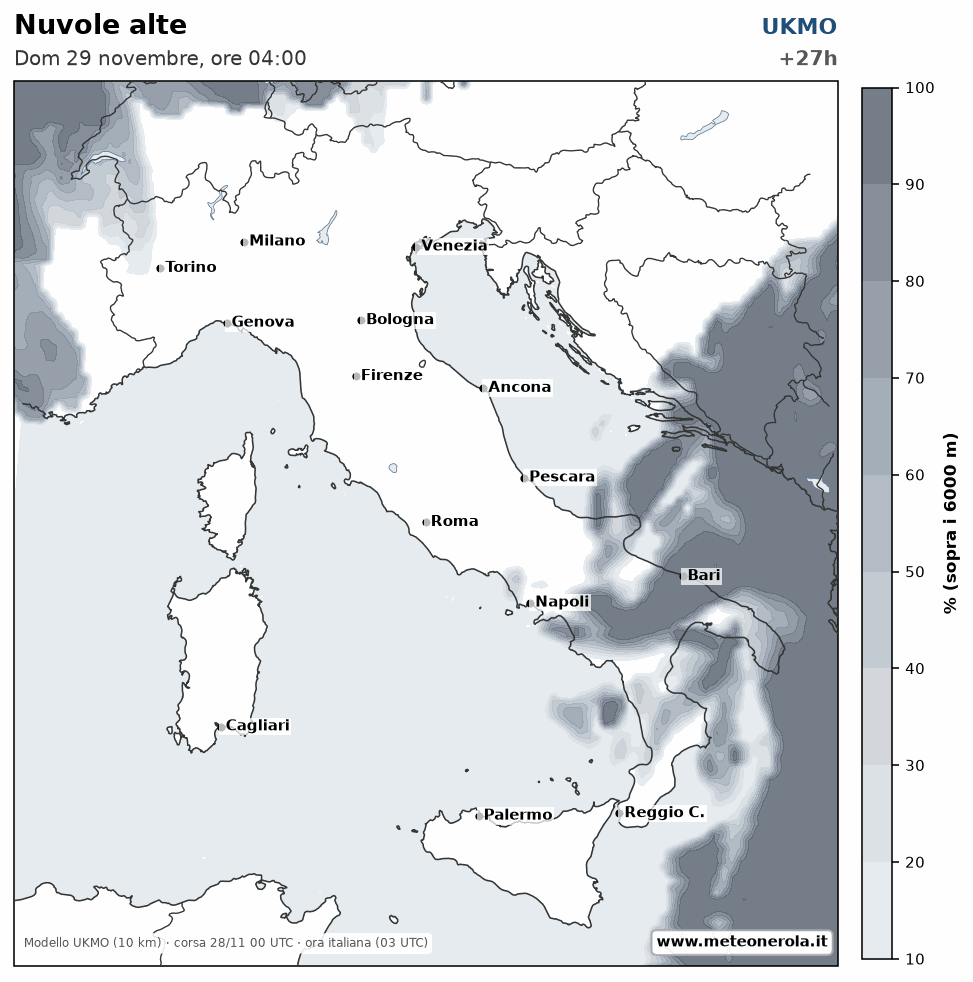 Nuvole alte
UKMO
Dom 29 novembre, ore 04:00
+27h
Milano
Venezia
Torino
Genova
Bologna
Firenze
Ancona
Pescara
Roma
Bari
Napoli
Cagliari
Palermo
Reggio C.
Modello UKMO (10 km) · corsa 28/11 00 UTC · ora italiana (03 UTC)
www.meteonerola.it
100
90
80
70
60
50
40
30
20
10
% (sopra i 6000 m)